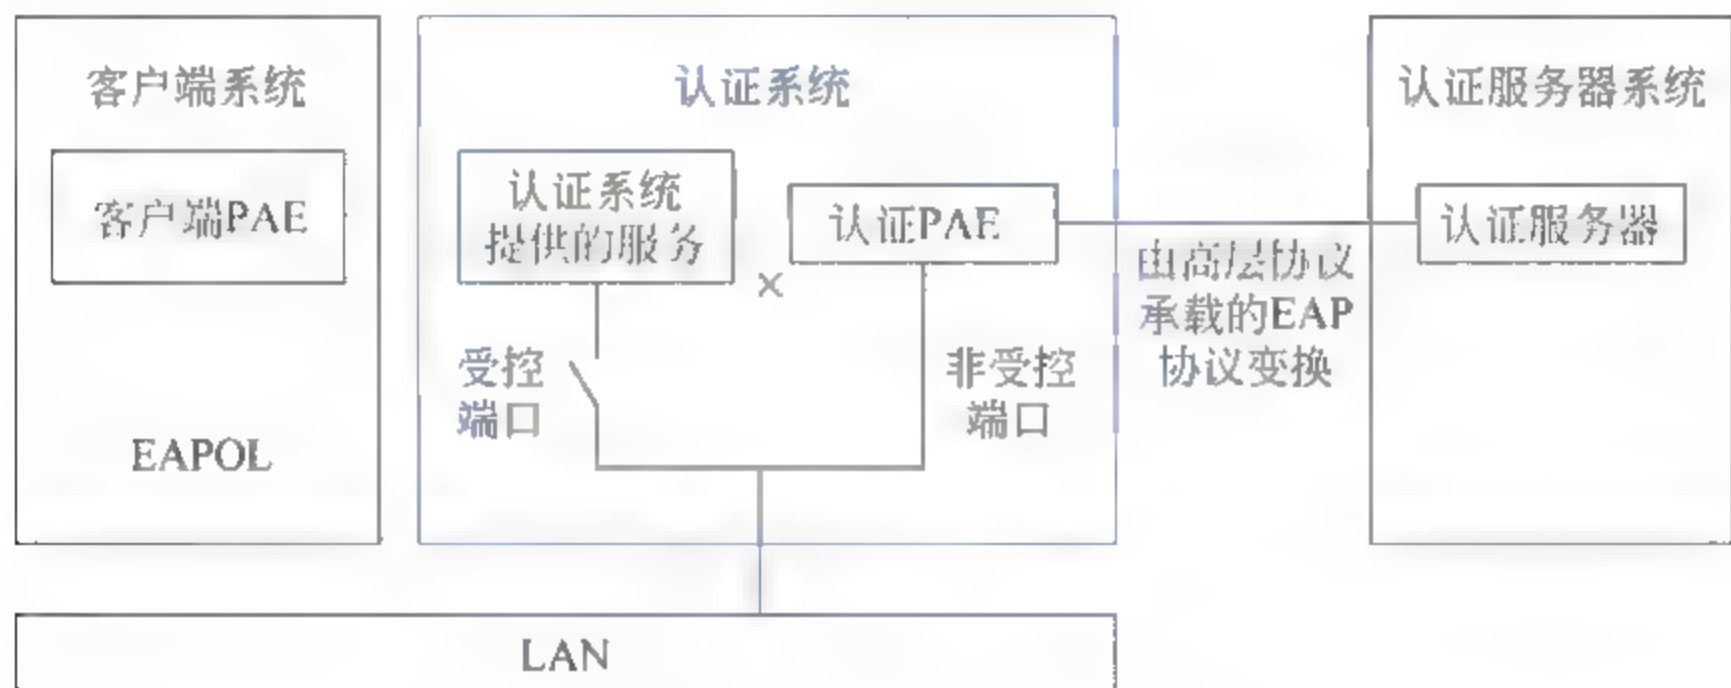 客户端系统
客户端PAE
EAPOL
认证系统
认证系统
提供的服务
认证PAE
×
受控
端口
非受控
端口
由高层协议
承载的EAP
协议变换
认证服务器系统
认证服务器
LAN